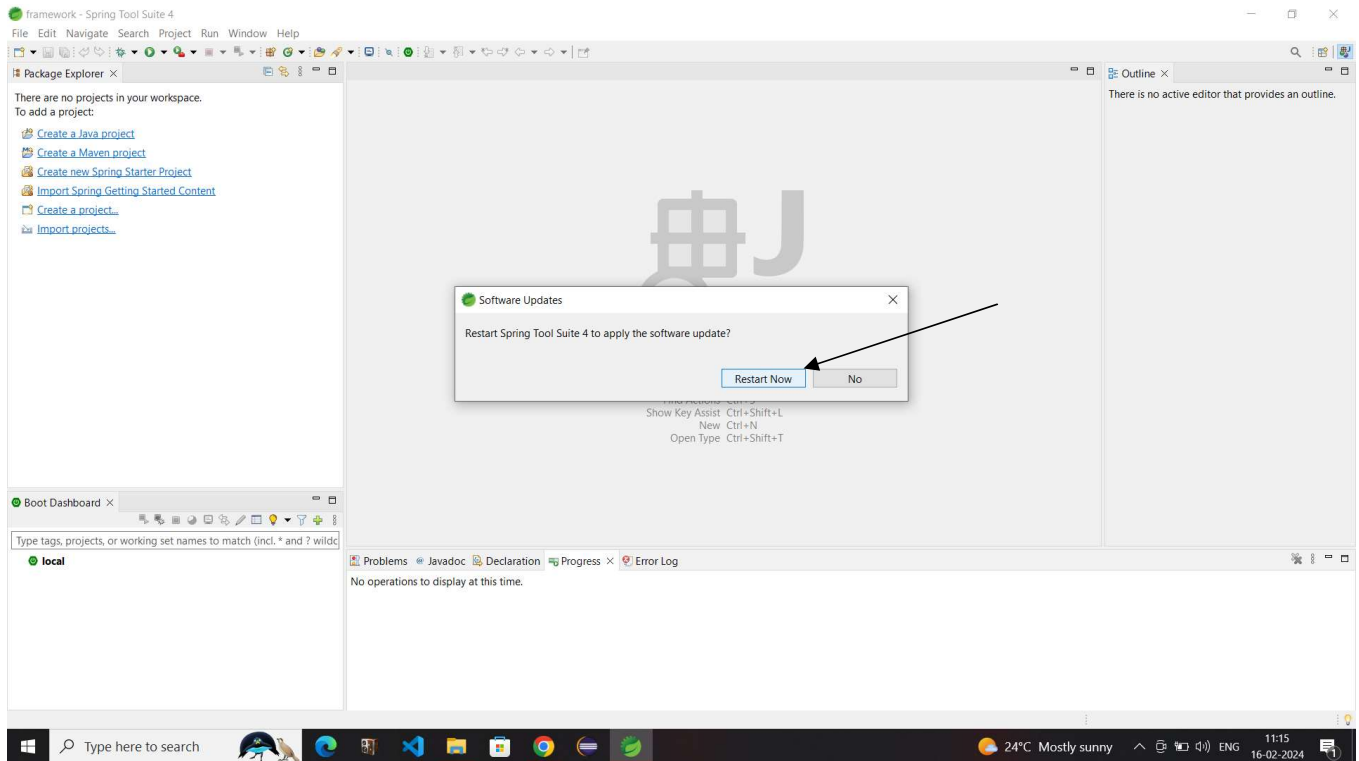 framework - Spring Tool Suite 4
File Edit Navigate Search Project Run Window Help
Package Explorer
There are no projects in your workspace.
To add a project:
Create a Java project
Create a Maven project
Create new Spring Starter Project
Import Spring Getting Started Content
Create a project...
Import projects...
Outline
There is no active editor that provides an outline.
J
Software Updates
Restart Spring Tool Suite 4 to apply the software update?
Restart Now No
Find Actions Ctrl+3
Show Key Assist Ctrl+Shift+L
New Ctrl+N
Open Type Ctrl+Shift+T
Boot Dashboard
Type tags, projects, or working set names to match (incl. * and ? wildc
local
Problems Javadoc Declaration Progress Error Log
No operations to display at this time.
Type here to search
24°C Mostly sunny
ENG
11:15
16-02-2024
1